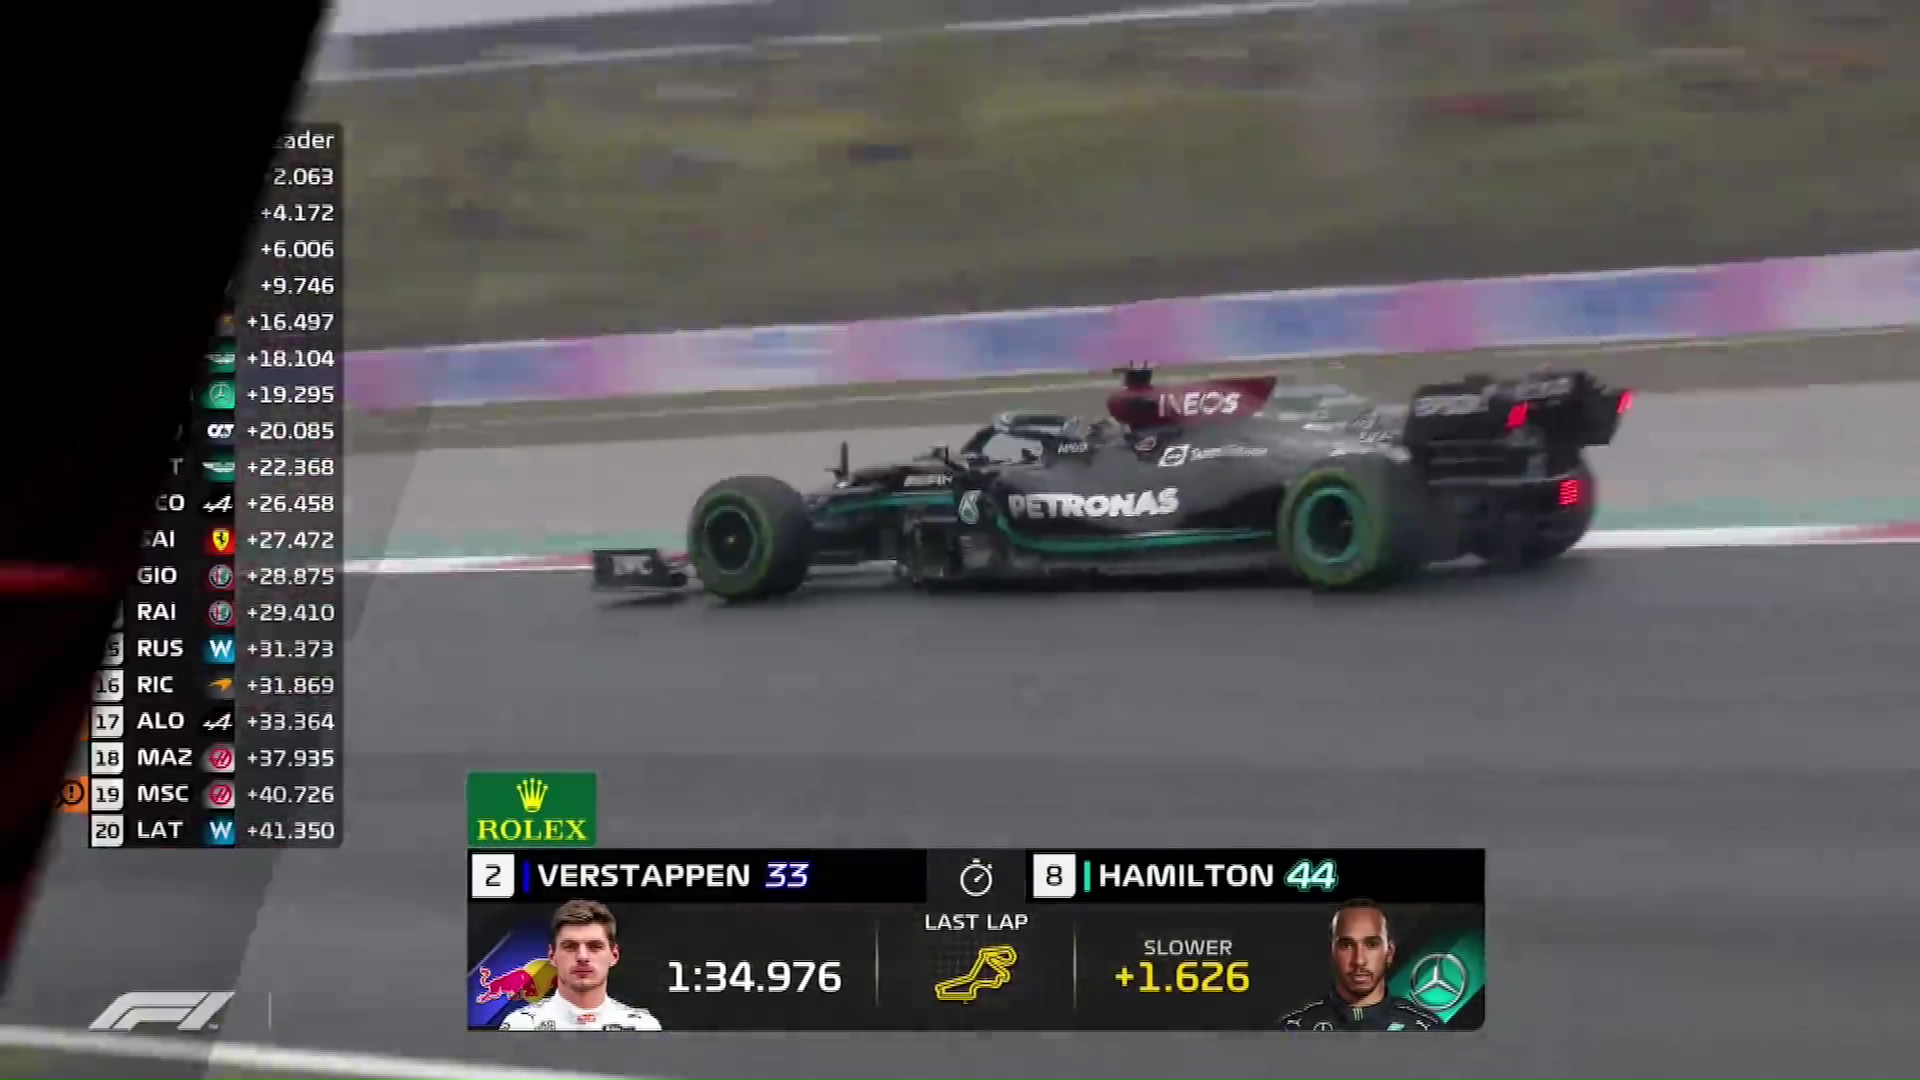 2.063
+4.172
+6.006
+9.746
+16.497
+18.104
+19.295
+20.085
T +22.368
CO +26.458
+27.472
GIO +28.875
RAI +29.410
RUS W +31.373
16 RIC +31.869
17 ALO +33.364
18 MAZ +37.935
19 MSC +40.726
20 LAT W +41.350
INEOS
PETRONAS
ROLEX
2 VERSTAPPEN 33
8 HAMILTON 44
LAST LAP
1:34.976
SLOWER
+1.626
F1